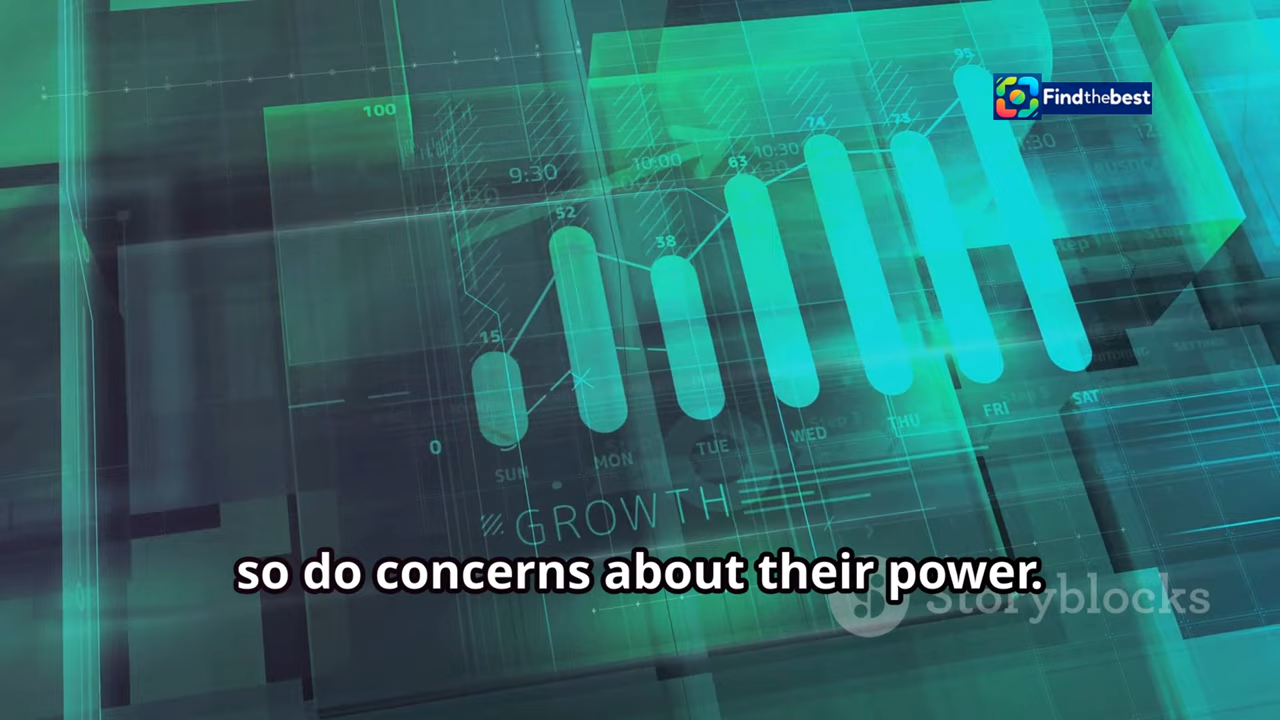 95
Findthebest
100
74
75
10:00
10:30
63
9:30
52
38
15
0
SUN
MON
TUE
WED
THU
FRI
SAT
GROWTH
so do concerns about their power.
Storyblocks